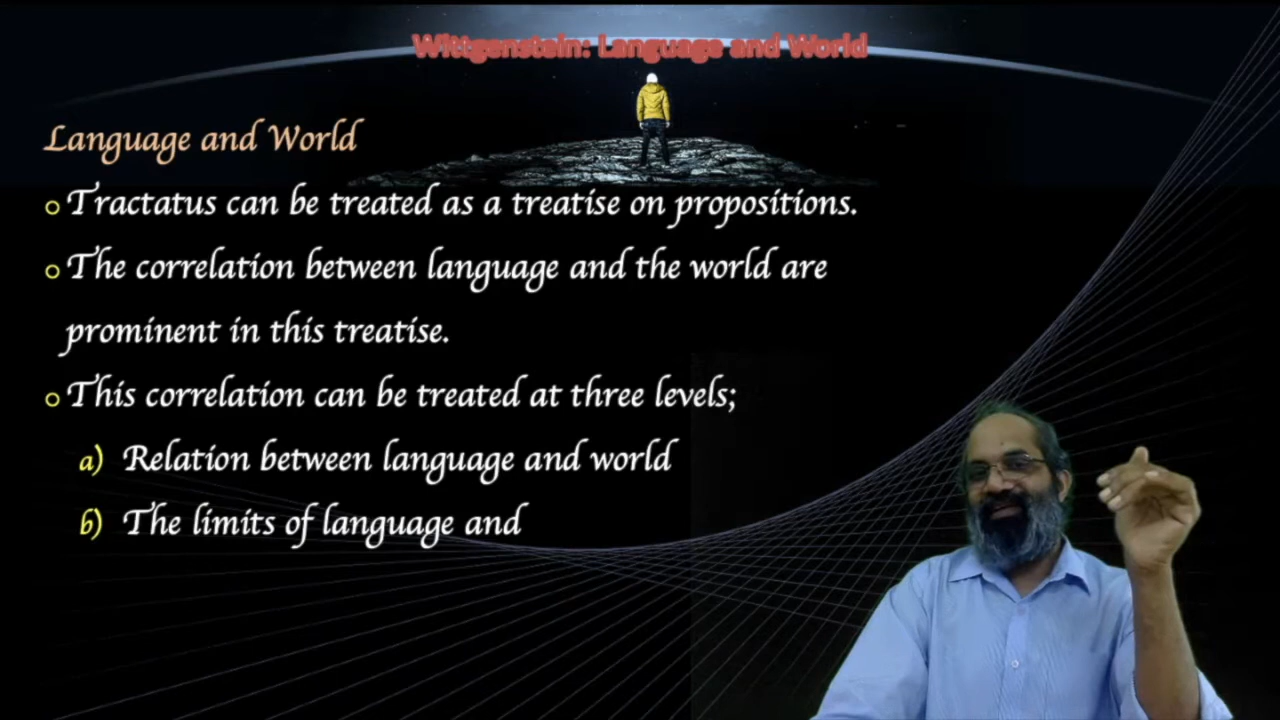 Wittgenstein: Language and World
Language and World
Tractatus can be treated as a treatise on propositions.
The correlation between language and the world are
prominent in this treatise.
This correlation can be treated at three levels;
a) Relation between language and world
b) The limits of language and